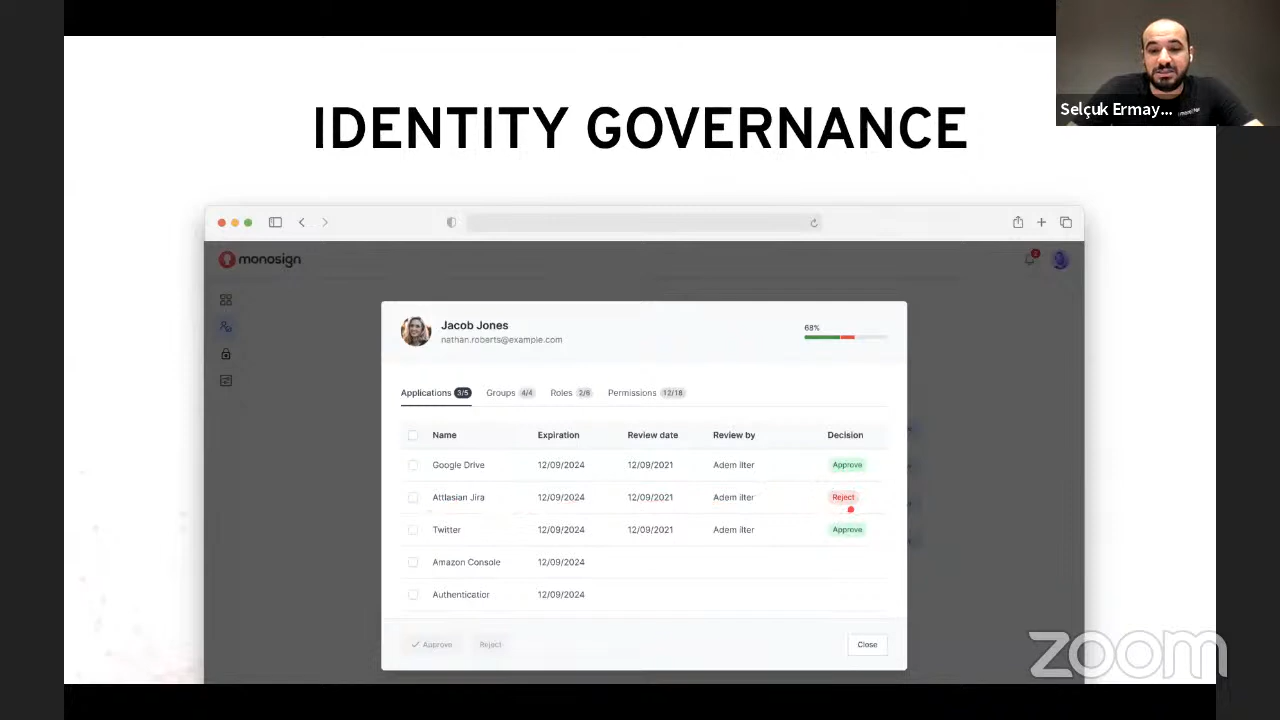 IDENTITY GOVERNANCE
Selçuk Ermay...
monosign
2
Jacob Jones
nathan.roberts@example.com
68%
Applications 3/5 Groups 4/4 Roles 2/6 Permissions 12/18
Name Expiration Review date Review by Decision
Google Drive 12/09/2024 12/09/2021 Adem ilter Approve
Attlasian Jira 12/09/2024 12/09/2021 Adem ilter Reject
Twitter 12/09/2024 12/09/2021 Adem ilter Approve
Amazon Console 12/09/2024
Authenticatior 12/09/2024
Approve Reject Close
zoom